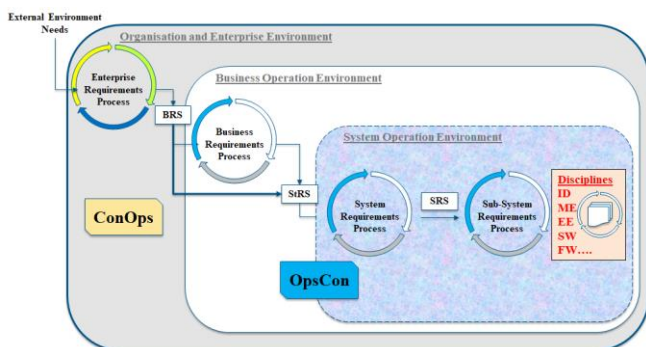 External Environment
Needs
Organisation and Enterprise Environment
Enterprise
Requirements
Process
BRS
Business Operation Environment
Business
Requirements
Process
StRS
ConOps
System Operation Environment
System
Requirements
Process
SRS
Sub-System
Requirements
Process
Disciplines
ID
ME
EE
SW
FW....
OpsCon